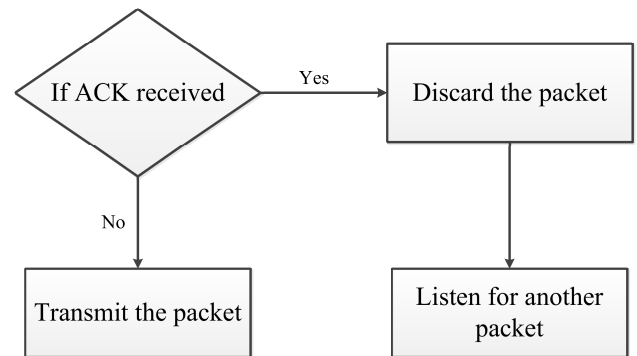 If ACK received
Yes
Discard the packet
No
Transmit the packet
Listen for another
packet